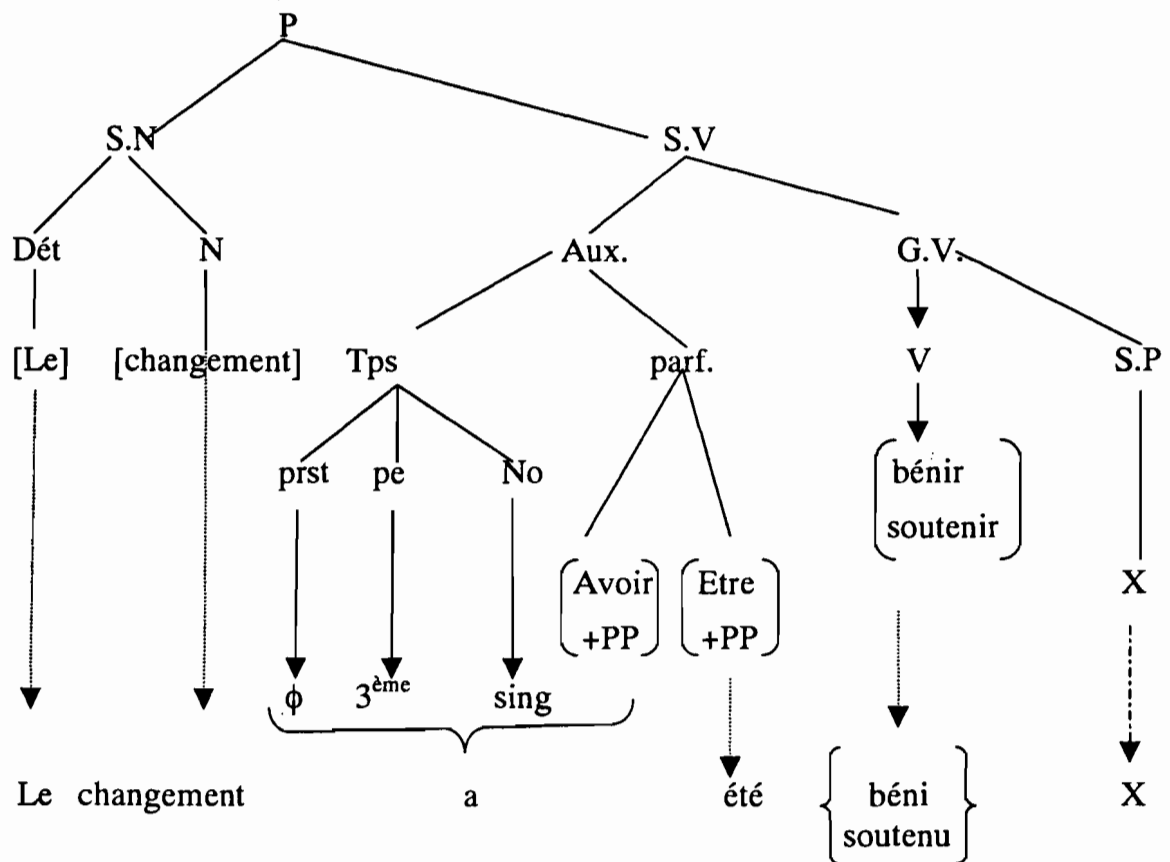 P
S.N S.V
Dét N Aux. G.V.
[Le] [changement] Tps parf. V S.P
prst pe No bénir
soutenir
Avoir Etre X
+PP +PP
ϕ 3ème sing
Le changement a été béni X
soutenu